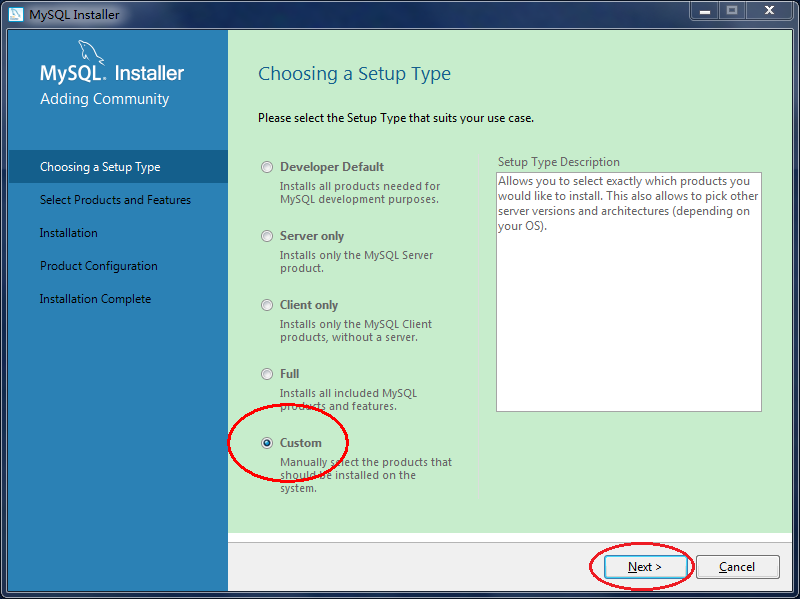 MySQL Installer
MySQL. Installer
Adding Community
Choosing a Setup Type
Select Products and Features
Installation
Product Configuration
Installation Complete
Choosing a Setup Type
Please select the Setup Type that suits your use case.
Developer Default
Installs all products needed for
MySQL development purposes.
Server only
Installs only the MySQL Server
product.
Client only
Installs only the MySQL Client
products, without a server.
Full
Installs all included MySQL
products and features.
Custom
Manually select the products that
should be installed on the
system.
Setup Type Description
Allows you to select exactly which products you
would like to install. This also allows to pick other
server versions and architectures (depending on
your OS).
Next >
Cancel